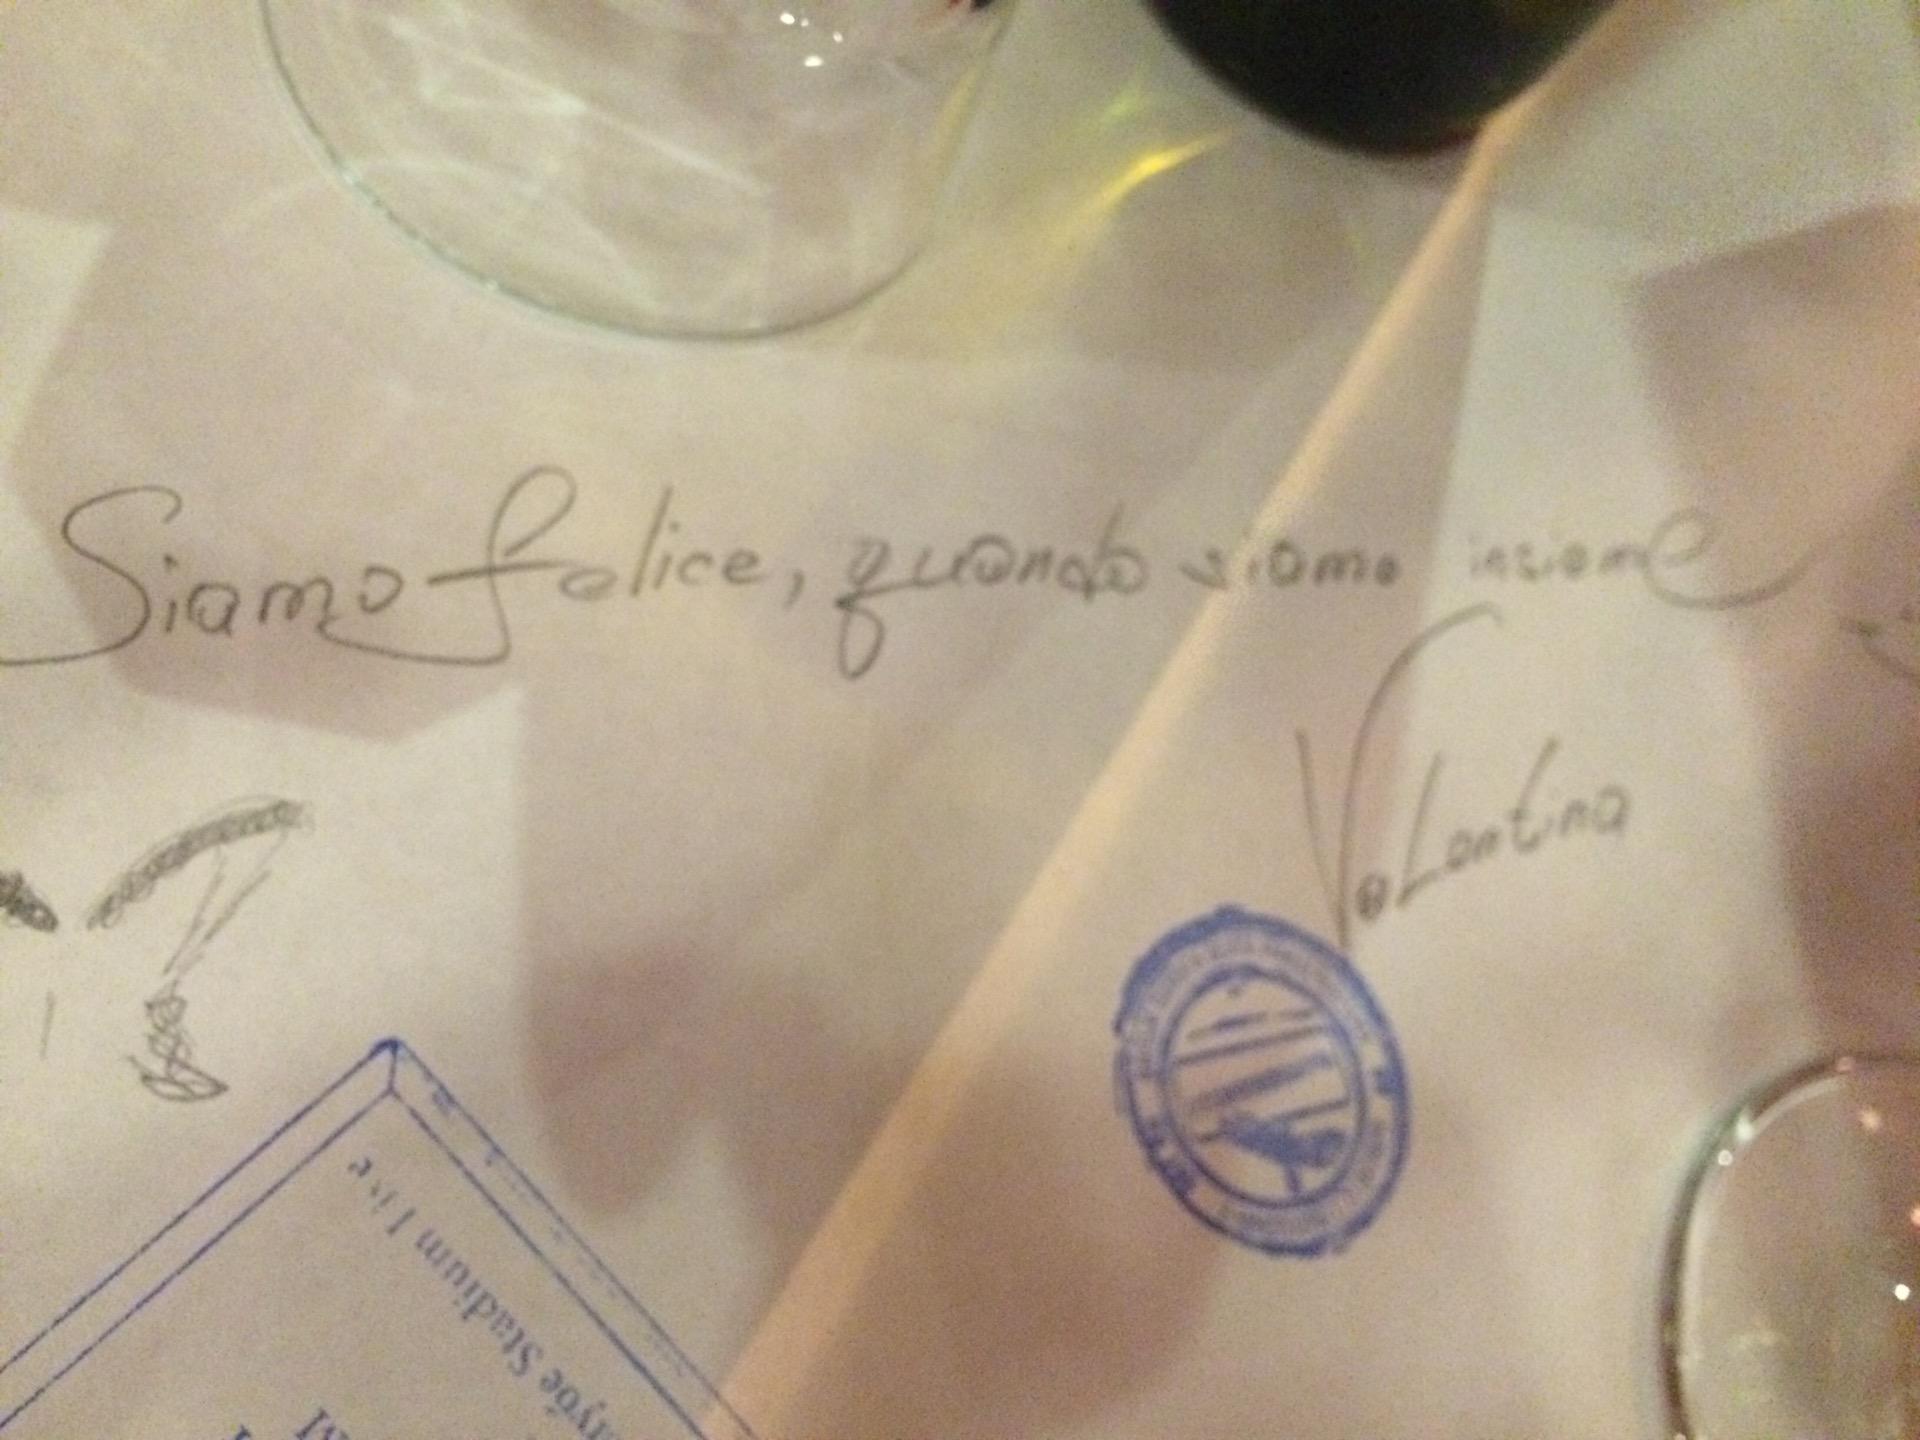 Siamo felice, quando siamo insieme
Valentina
Stadium Live